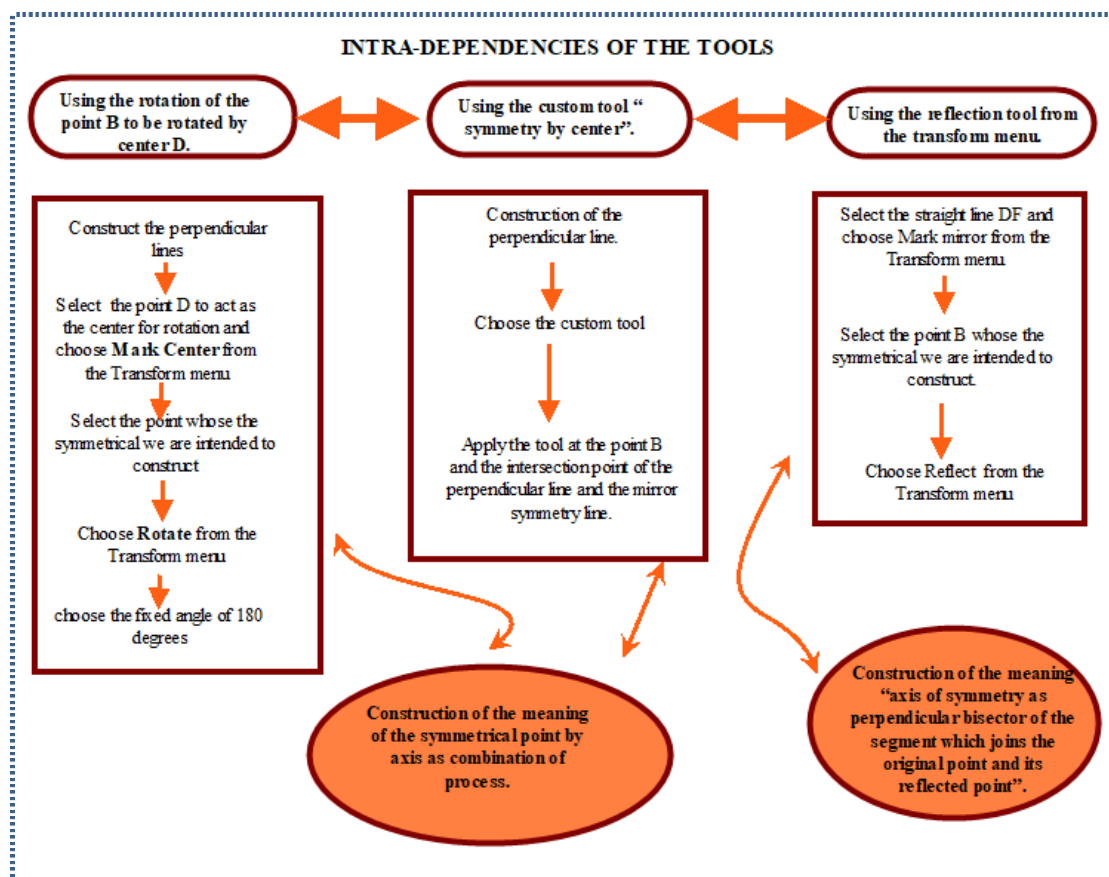 INTRA-DEPENDENCIES OF THE TOOLS
Using the rotation of the
point B to be rotated by
center D.
Using the custom tool “
symmetry by center”.
Using the reflection tool from
the transform menu.
Construct the perpendicular
lines
Select the point D to act as
the center for rotation and
choose Mark Center from
the Transform menu
Select the point whose the
symmetrical we are intended to
construct
Choose Rotate from the
Transform menu
choose the fixed angle of 180
degrees
Construction of the
perpendicular line.
Choose the custom tool
Apply the tool at the point B
and the intersection point of the
perpendicular line and the mirror
symmetry line.
Select the straight line DF and
choose Mark mirror from the
Transform menu
Select the point B whose the
symmetrical we are intended to
construct.
Choose Reflect from the
Transform menu
Construction of the meaning
of the symmetrical point by
axis as combination of
process.
Construction of the meaning
“axis of symmetry as
perpendicular bisector of the
segment which joins the
original point and its
reflected point”.